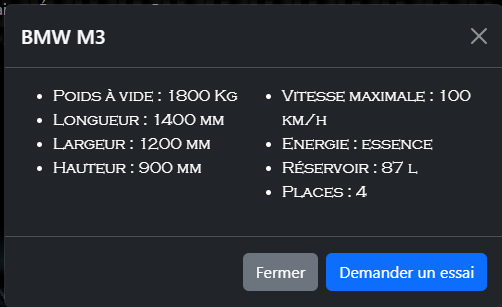 BMW M3
Poids à vide : 1800 Kg
Longueur : 1400 mm
Largeur : 1200 mm
Hauteur : 900 mm
Vitesse maximale : 100
km/h
Energie : essence
Réservoir : 87 l
Places : 4
Fermer
Demander un essai